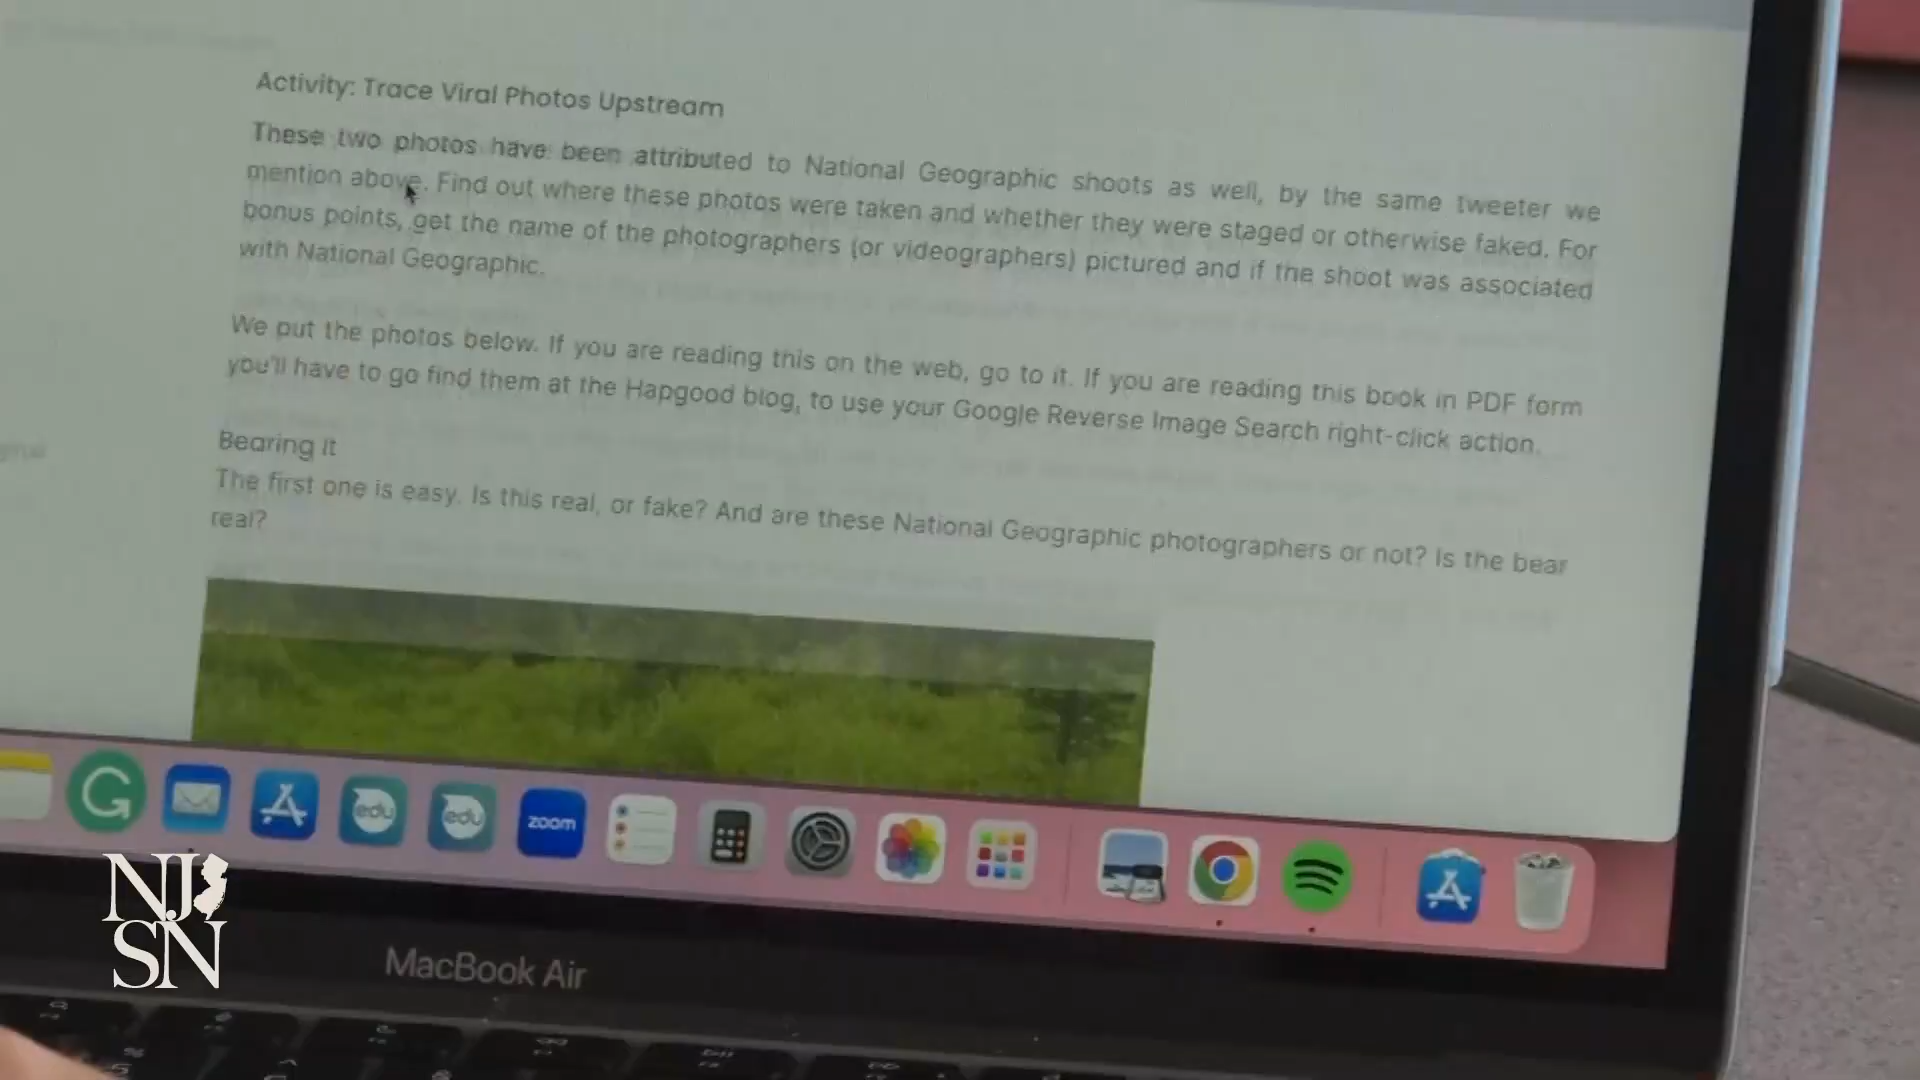 Activity: Trace Viral Photos Upstream
These two photos have been attributed to National Geographic shoots as well, by the same tweeter we
mention above. Find out where these photos were taken and whether they were staged or otherwise faked. For
bonus points, get the name of the photographers (or videographers) pictured and if the shoot was associated
with National Geographic.
We put the photos below. If you are reading this on the web, go to it. If you are reading this book in PDF form
you'll have to go find them at the Hapgood blog, to use your Google Reverse Image Search right-click action.
Bearing It
The first one is easy. Is this real, or fake? And are these National Geographic photographers or not? Is the bear
real?
edu
edu
zoom
NJ
SN
MacBook Air